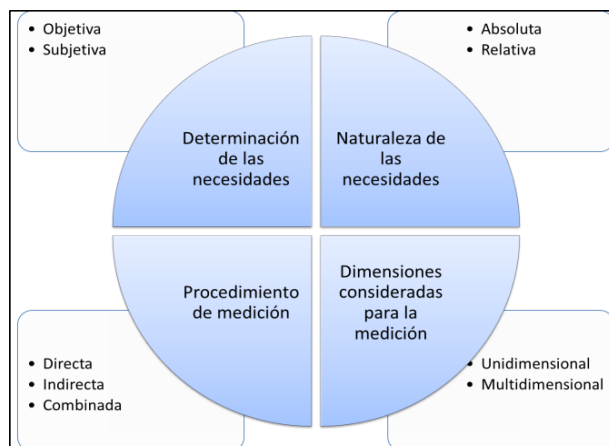 • Objetiva
• Subjetiva
• Absoluta
• Relativa
Determinación
de las
necesidades
Naturaleza de
las
necesidades
Procedimiento
de medición
Dimensiones
consideradas
para la
medición
• Directa
• Indirecta
• Combinada
• Unidimensional
• Multidimensional